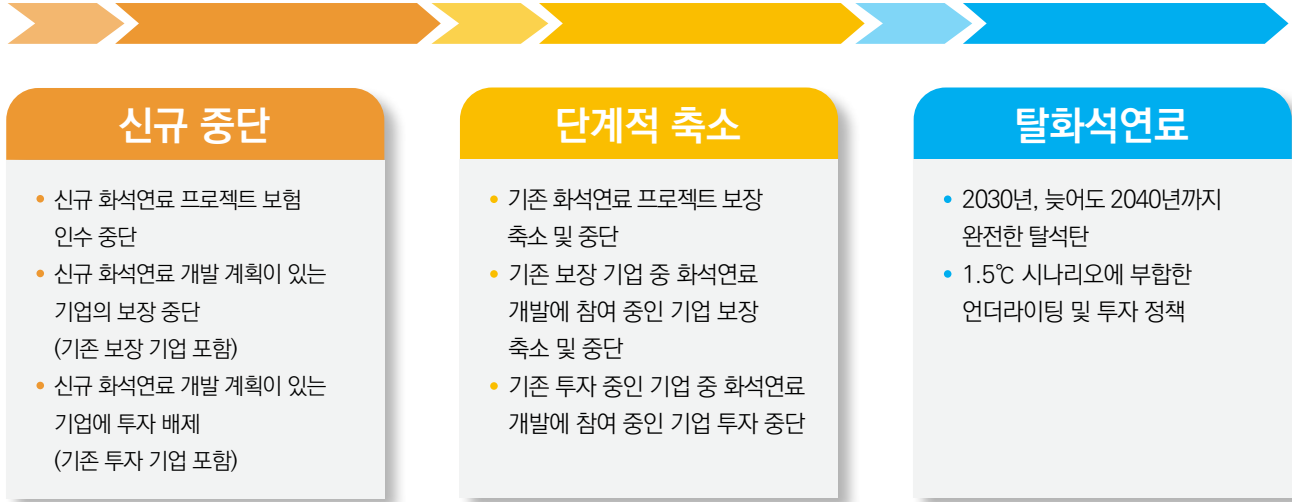 신규 중단
• 신규 화석연료 프로젝트 보험
인수 중단
• 신규 화석연료 개발 계획이 있는
기업의 보장 중단
(기존 보장 기업 포함)
• 신규 화석연료 개발 계획이 있는
기업에 투자 배제
(기존 투자 기업 포함)
단계적 축소
• 기존 화석연료 프로젝트 보장
축소 및 중단
• 기존 보장 기업 중 화석연료
개발에 참여 중인 기업 보장
축소 및 중단
• 기존 투자 중인 기업 중 화석연료
개발에 참여 중인 기업 투자 중단
탈화석연료
• 2030년, 늦어도 2040년까지
완전한 탈석탄
• 1.5℃ 시나리오에 부합한
언더라이팅 및 투자 정책